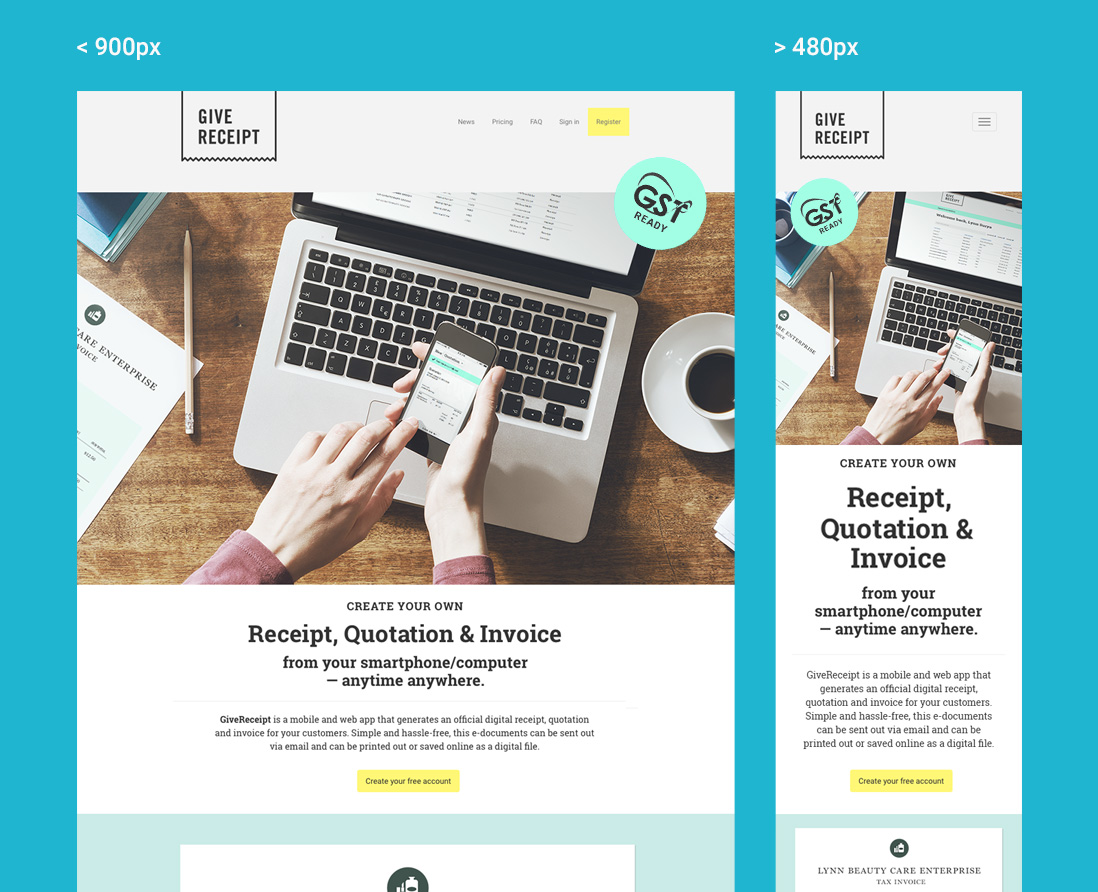 < 900px
> 480px
GIVE
RECEIPT
News
Pricing
FAQ
Sign in
Register
GST
READY
CARE ENTERPRISE
INVOICE
CREATE YOUR OWN
Receipt, Quotation & Invoice
from your smartphone/computer
— anytime anywhere.
GiveReceipt is a mobile and web app that generates an official digital receipt, quotation
and invoice for your customers. Simple and hassle-free, this e-documents can be sent out
via email and can be printed out or saved online as a digital file.
Create your free account
GIVE
RECEIPT
GST
READY
CARE ENTERPRISE
CREATE YOUR OWN
Receipt,
Quotation &
Invoice
from your
smartphone/computer
— anytime anywhere.
GiveReceipt is a mobile and web app that
generates an official digital receipt,
quotation and invoice for your customers.
Simple and hassle-free, this e-documents
can be sent out via email and can be
printed out or saved online as a digital file.
Create your free account
LYNN BEAUTY CARE ENTERPRISE
TAX INVOICE